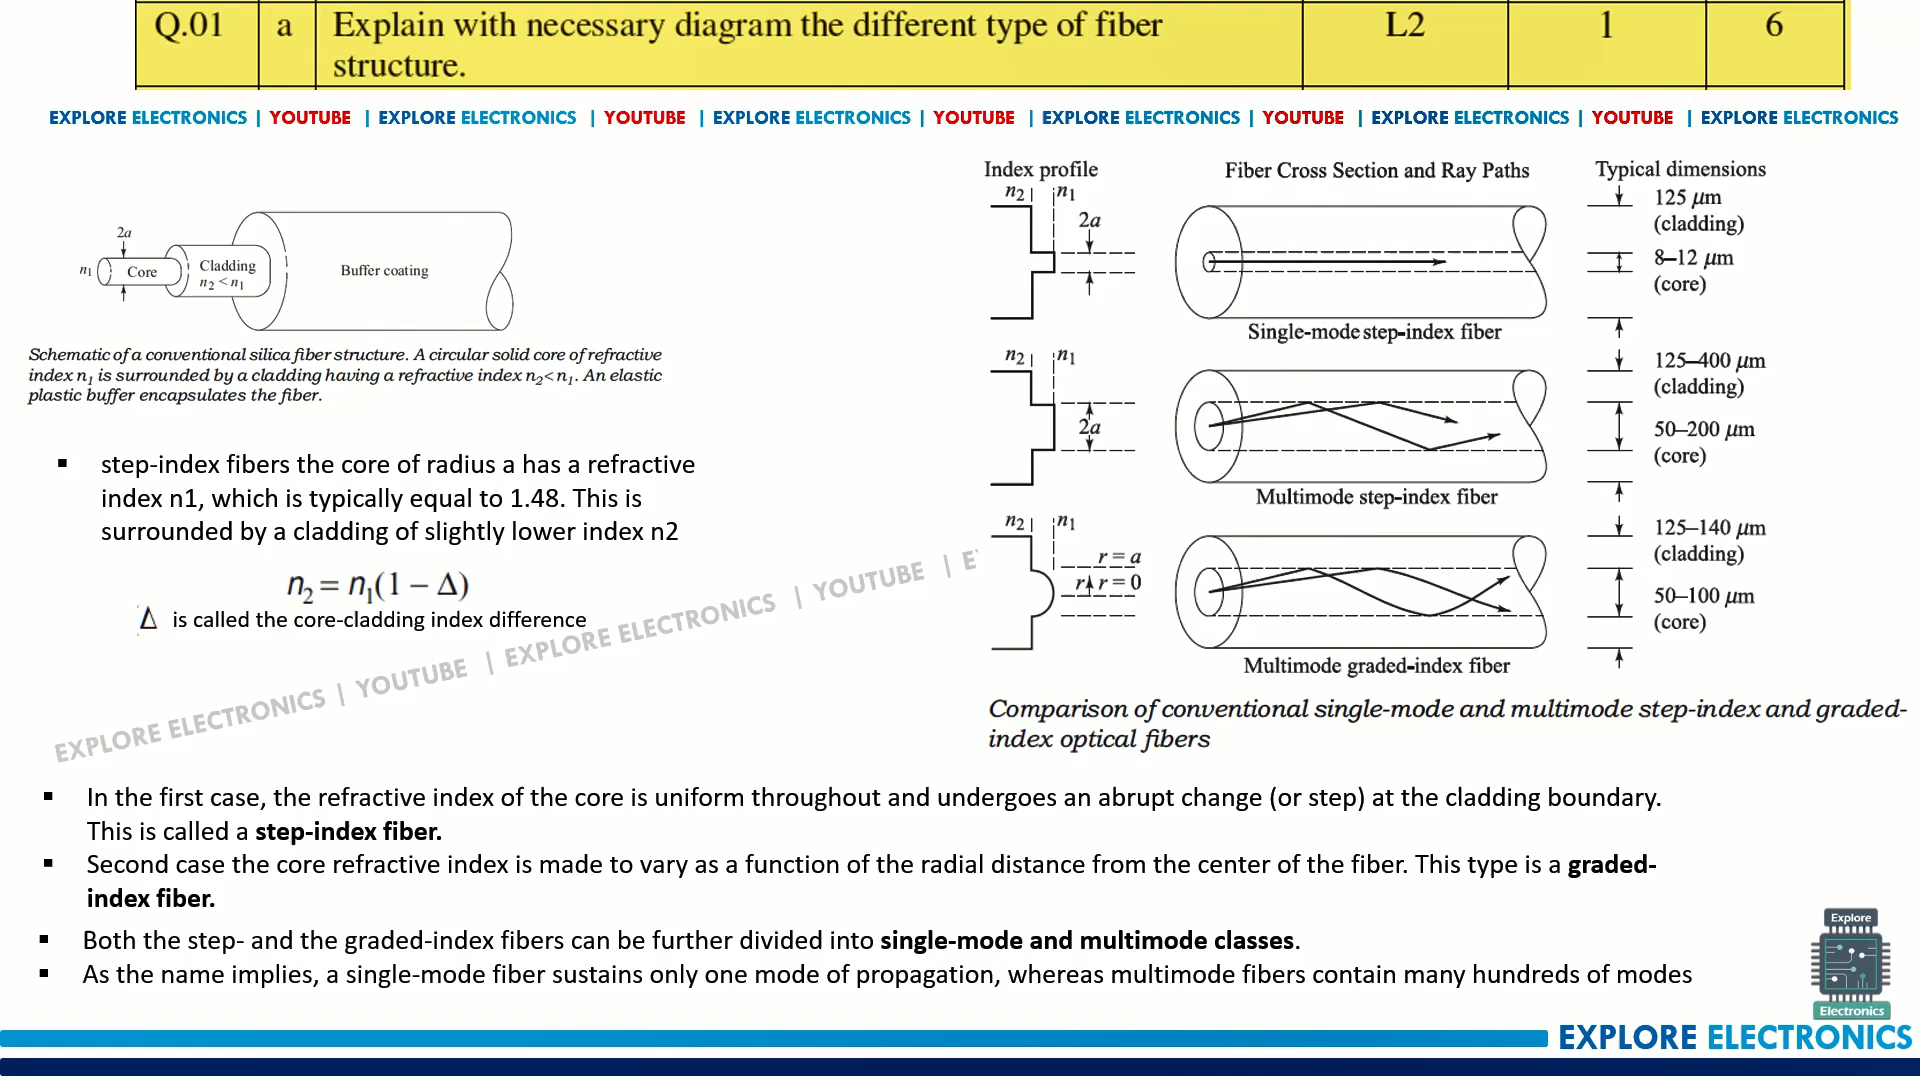 Q.01 a Explain with necessary diagram the different type of fiber L2 1 6
structure.
EXPLORE ELECTRONICS | YOUTUBE | EXPLORE ELECTRONICS | YOUTUBE | EXPLORE ELECTRONICS | YOUTUBE | EXPLORE ELECTRONICS | YOUTUBE | EXPLORE ELECTRONICS | YOUTUBE | EXPLORE ELECTRONICS
2a
n1 Core
Cladding
n2 < n1
Buffer coating
Schematic of a conventional silica fiber structure. A circular solid core of refractive
index n1 is surrounded by a cladding having a refractive index n2< n1. An elastic
plastic buffer encapsulates the fiber.
▪ step-index fibers the core of radius a has a refractive
index n1, which is typically equal to 1.48. This is
surrounded by a cladding of slightly lower index n2
n2 = n1(1 – Δ)
Δ is called the core-cladding index difference
EXPLORE ELECTRONICS | YOUTUBE | EXPLORE ELECTRONICS | YOUTUBE | E
Index profile Fiber Cross Section and Ray Paths Typical dimensions
n2 n1
2a
125 μm
(cladding)
8–12 μm
(core)
Single-mode step-index fiber
n2 n1
2a
125–400 μm
(cladding)
50–200 μm
(core)
Multimode step-index fiber
n2 n1
r = a
r r = 0
125–140 μm
(cladding)
50–100 μm
(core)
Multimode graded-index fiber
Comparison of conventional single-mode and multimode step-index and graded-
index optical fibers
▪ In the first case, the refractive index of the core is uniform throughout and undergoes an abrupt change (or step) at the cladding boundary.
This is called a step-index fiber.
▪ Second case the core refractive index is made to vary as a function of the radial distance from the center of the fiber. This type is a graded-
index fiber.
▪ Both the step- and the graded-index fibers can be further divided into single-mode and multimode classes.
▪ As the name implies, a single-mode fiber sustains only one mode of propagation, whereas multimode fibers contain many hundreds of modes
Explore
Electronics
EXPLORE ELECTRONICS